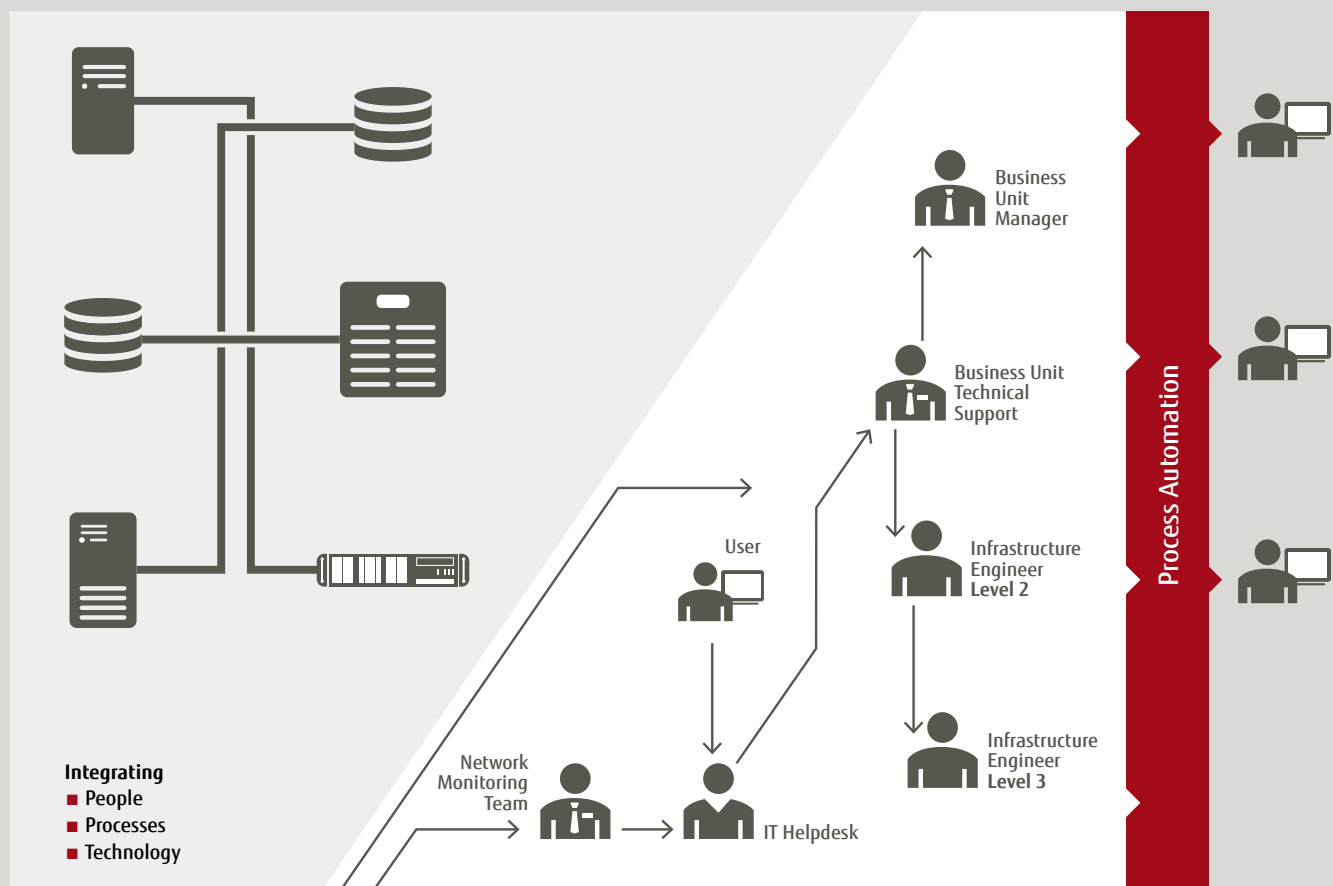 Business
Unit
Manager
Business Unit
Technical
Support
Process Automation
User
Infrastructure
Engineer
Level 2
Infrastructure
Engineer
Level 3
Network
Monitoring
Team
IT Helpdesk
Integrating
People
Processes
Technology